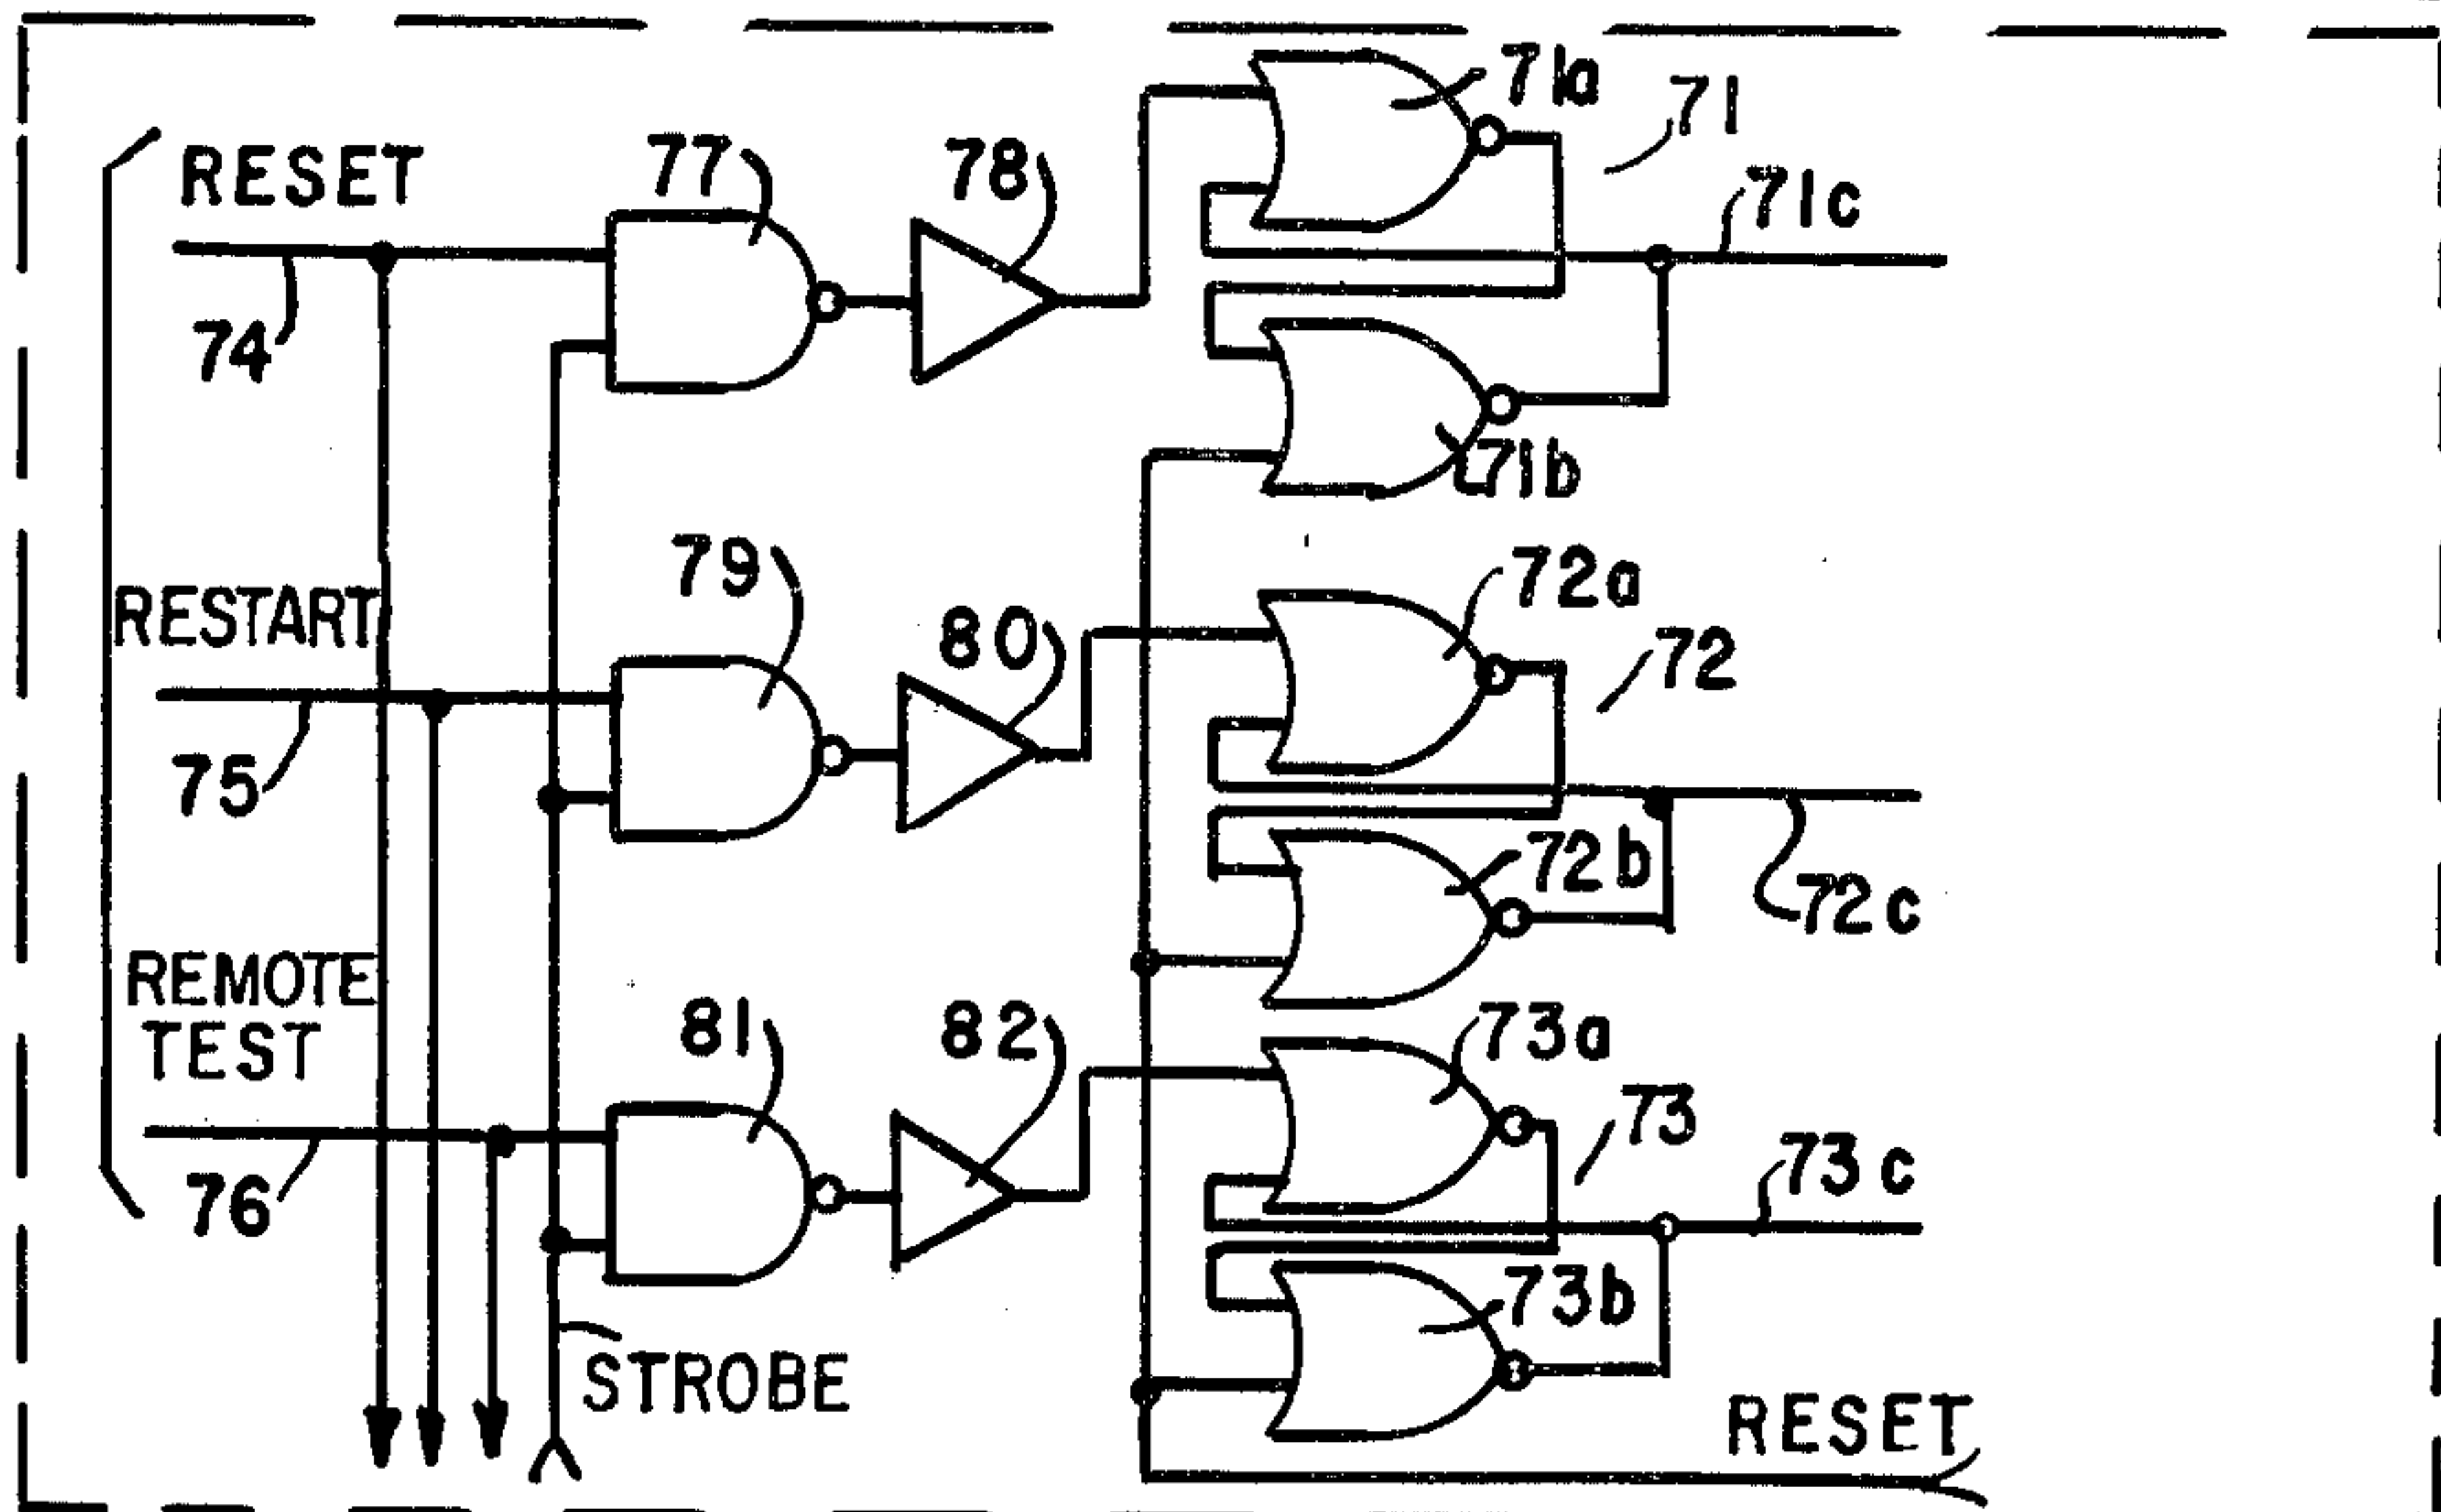 71a
71
RESET
77
78
71c
74
71b
79
72a
RESTART
80
72
75
72b
72c
REMOTE
TEST
81
82
73a
73
73c
76
73b
STROBE
RESET